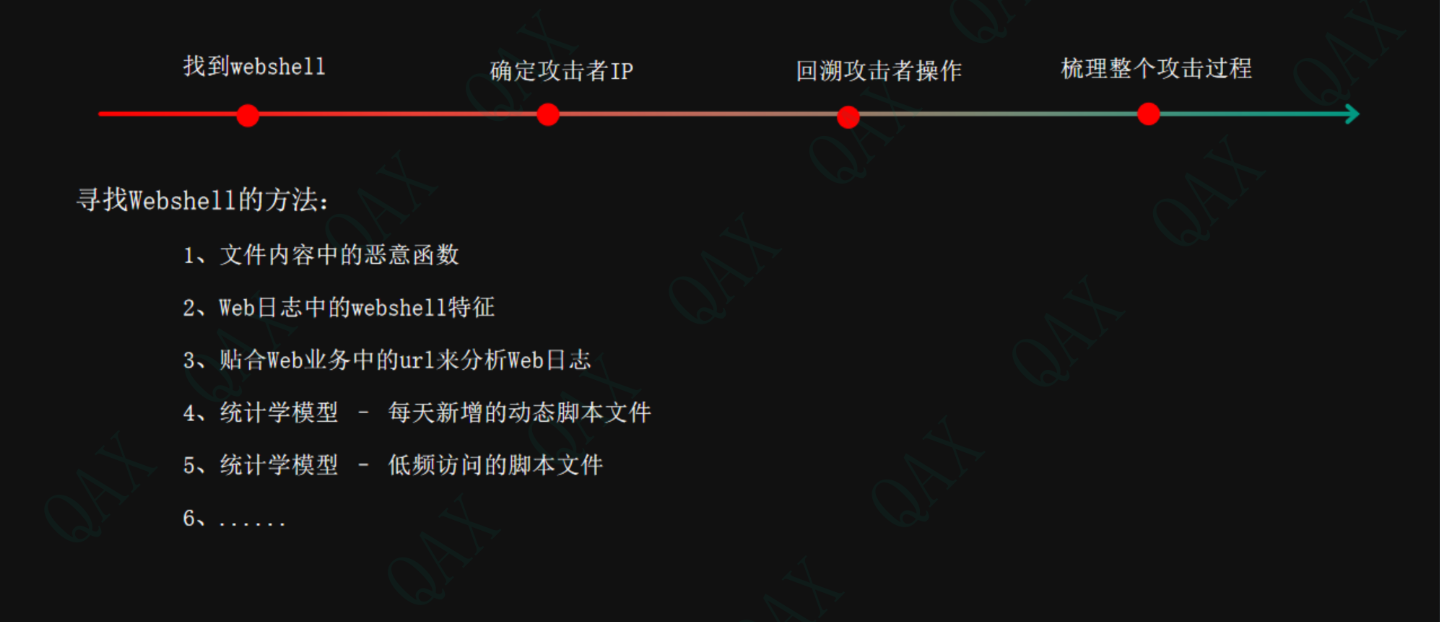 找到webshell
确定攻击者IP
回溯攻击者操作
梳理整个攻击过程
寻找Webshell的方法：
1、文件内容中的恶意函数
2、Web日志中的webshell特征
3、贴合Web业务中的url来分析Web日志
4、统计学模型 - 每天新增的动态脚本文件
5、统计学模型 - 低频访问的脚本文件
6、......
QAX
QAX
QAX
QAX
QAX
QAX
QAX
QAX
QAX
QAX
QAX
QAX
QAX
QAX